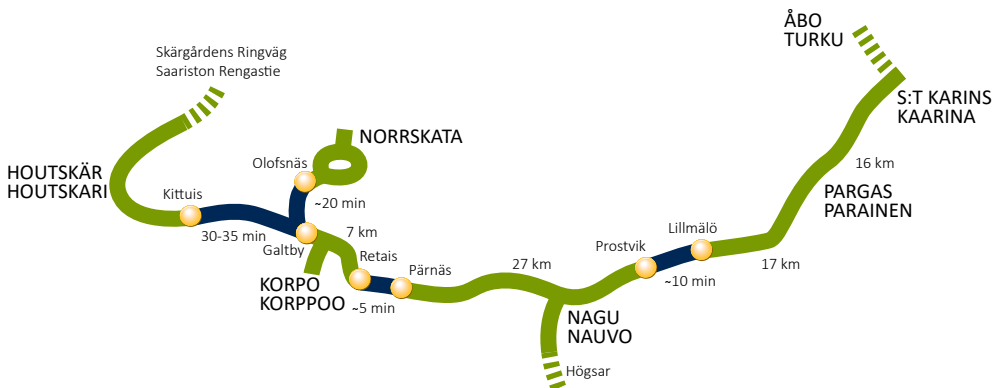 ÅBO
TURKU
Skärgårdens Ringväg
Saariston Rengastie
S:T KARINS
KAARINA
NORRSKATA
Olofsnäs
16 km
HOUTSKÄR
HOUTSKARI
Kittuis
~20 min
PARGAS
PARAINEN
30-35 min
Galtby
7 km
Retais
Pärnäs
Prostvik
Lillmälö
27 km
17 km
KORPO
KORPPOO
~5 min
~10 min
NAGU
NAUVO
Högsar